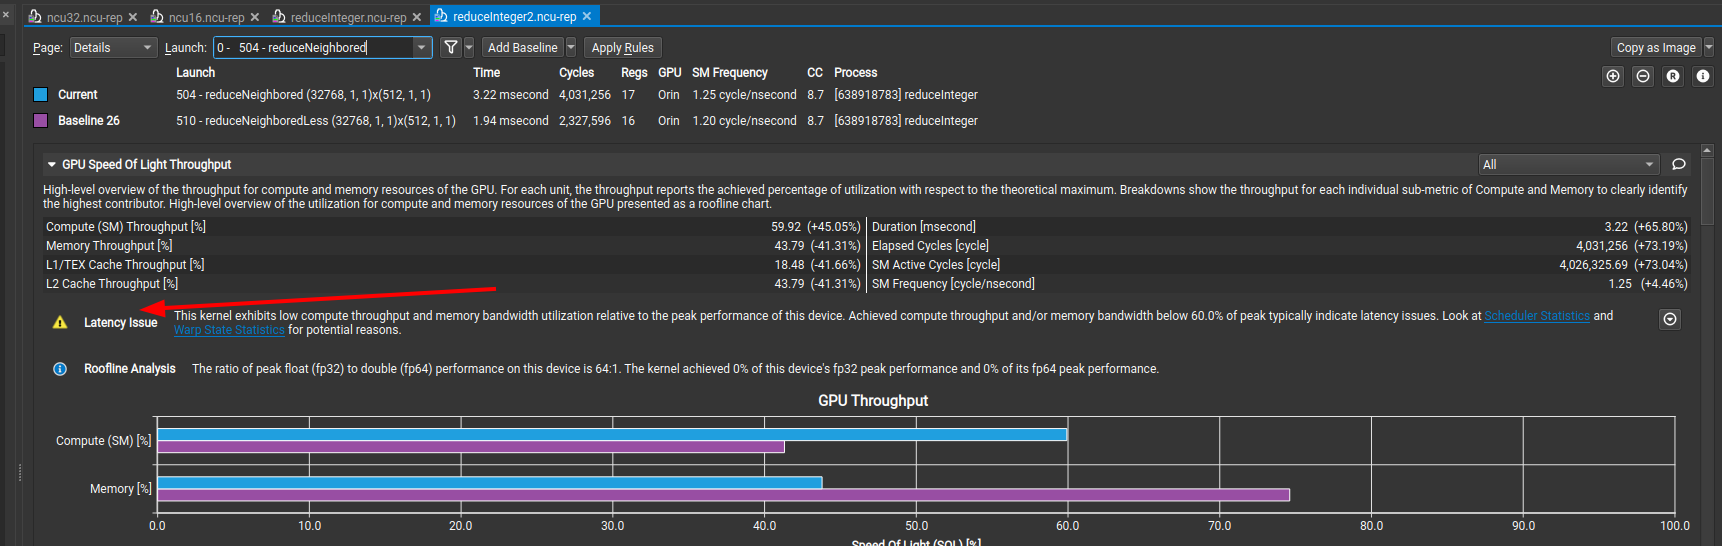 ncu32.ncu-rep ncu16.ncu-rep reduceInteger.ncu-rep reduceInteger2.ncu-rep
Page: Details Launch: 0 - 504 - reduceNeighbored Add Baseline Apply Rules Copy as Image
Launch Time Cycles Regs GPU SM Frequency CC Process
Current 504 - reduceNeighbored (32768, 1, 1)x(512, 1, 1) 3.22 msecond 4,031,256 17 Orin 1.25 cycle/nsecond 8.7 [638918783] reduceInteger
Baseline 26 510 - reduceNeighboredLess (32768, 1, 1)x(512, 1, 1) 1.94 msecond 2,327,596 16 Orin 1.20 cycle/nsecond 8.7 [638918783] reduceInteger
GPU Speed Of Light Throughput All
High-level overview of the throughput for compute and memory resources of the GPU. For each unit, the throughput reports the achieved percentage of utilization with respect to the theoretical maximum. Breakdowns show the throughput for each individual sub-metric of Compute and Memory to clearly identify
the highest contributor. High-level overview of the utilization for compute and memory resources of the GPU presented as a roofline chart.
Compute (SM) Throughput [%] 59.92 (+45.05%) Duration [msecond] 3.22 (+65.80%)
Memory Throughput [%] 43.79 (-41.31%) Elapsed Cycles [cycle] 4,031,256 (+73.19%)
L1/TEX Cache Throughput [%] 18.48 (-41.66%) SM Active Cycles [cycle] 4,026,325.69 (+73.04%)
L2 Cache Throughput [%] 43.79 (-41.31%) SM Frequency [cycle/nsecond] 1.25 (+4.46%)
Latency Issue This kernel exhibits low compute throughput and memory bandwidth utilization relative to the peak performance of this device. Achieved compute throughput and/or memory bandwidth below 60.0% of peak typically indicate latency issues. Look at Scheduler Statistics and
Warp State Statistics for potential reasons.
Roofline Analysis The ratio of peak float (fp32) to double (fp64) performance on this device is 64:1. The kernel achieved 0% of this device's fp32 peak performance and 0% of its fp64 peak performance.
GPU Throughput
Compute (SM) [%]
Memory [%]
0.0 10.0 20.0 30.0 40.0 50.0 60.0 70.0 80.0 90.0 100.0
Speed Of Light (SOL) [%]